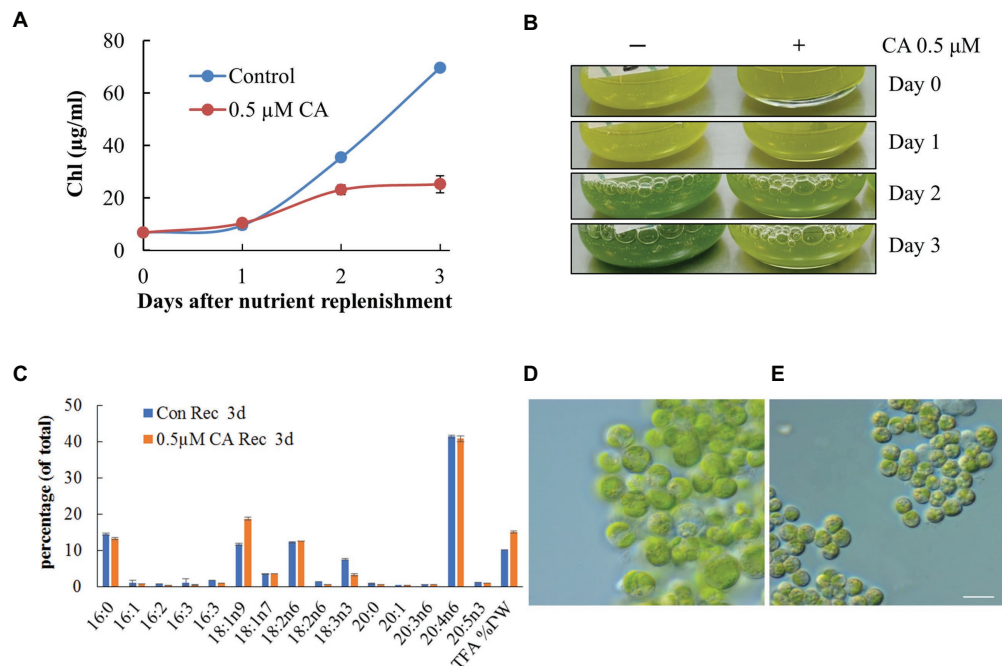 A
80
60
40
20
0
Chl (µg/ml)
Control
0.5 µM CA
0 1 2 3
Days after nutrient replenishment
B
– + CA 0.5 µM
Day 0
Day 1
Day 2
Day 3
C
percentage (of total)
50
40
30
20
10
0
Con Rec 3d
0.5µM CA Rec 3d
16:0 16:1 16:2 16:3 16:3 18:1n9 18:1n7 18:2n6 18:2n6 18:3n3 20:0 20:1 20:3n6 20:4n6 20:5n3 TFA %DW
D
E